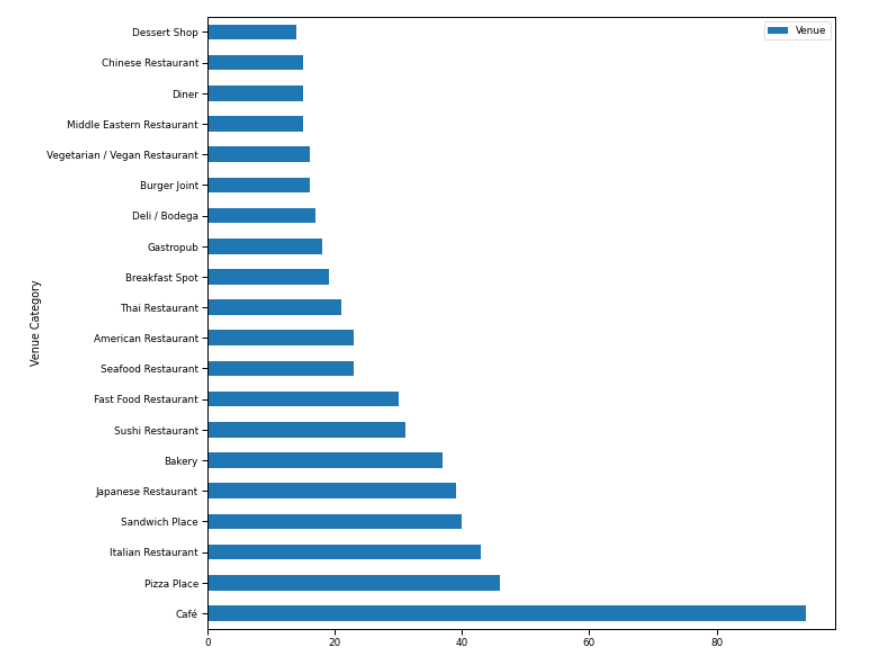 Venue
Dessert Shop
Chinese Restaurant
Diner
Middle Eastern Restaurant
Vegetarian / Vegan Restaurant
Burger Joint
Deli / Bodega
Gastropub
Breakfast Spot
Thai Restaurant
American Restaurant
Seafood Restaurant
Fast Food Restaurant
Sushi Restaurant
Bakery
Japanese Restaurant
Sandwich Place
Italian Restaurant
Pizza Place
Café
Venue Category
0 20 40 60 80